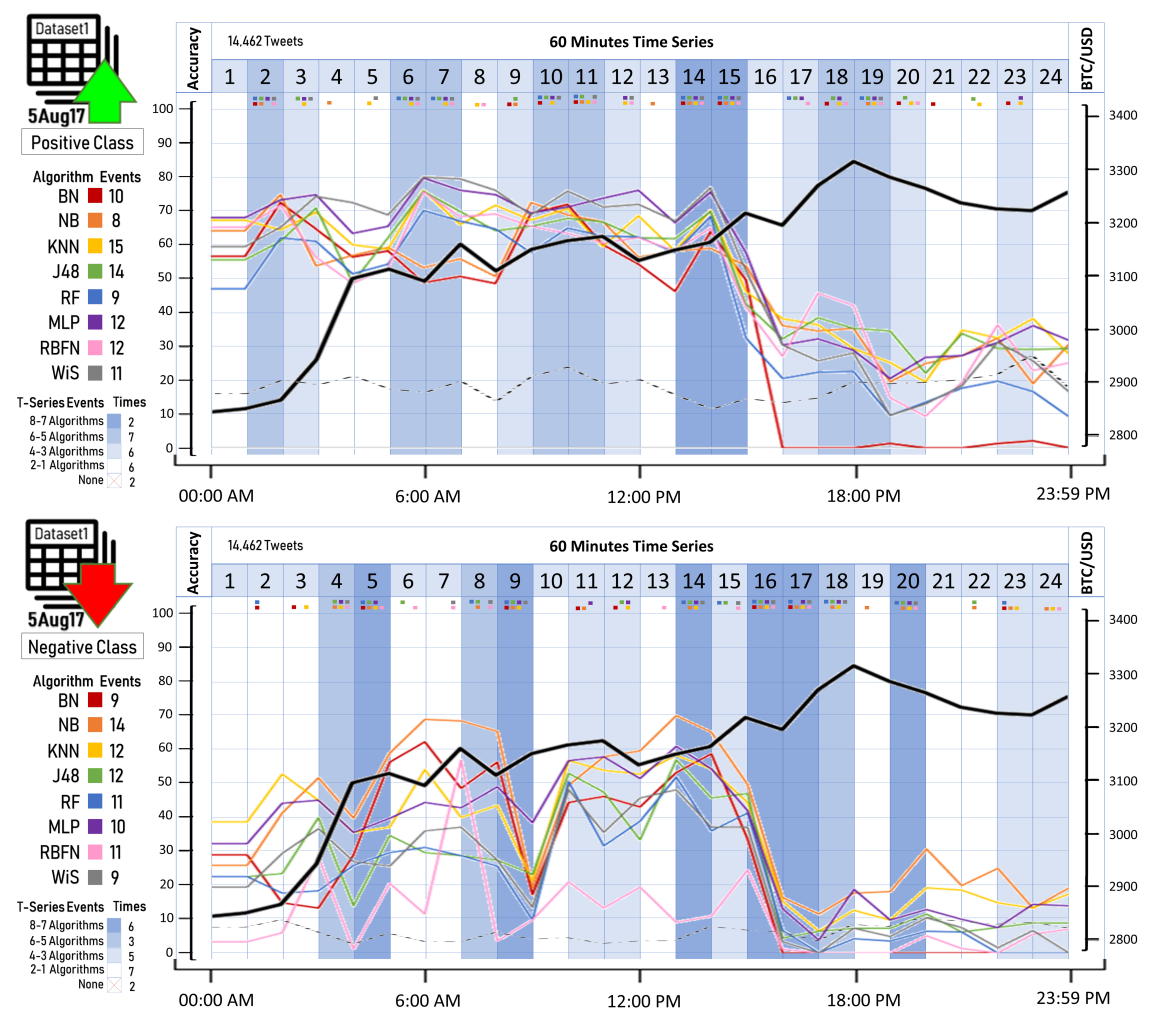 Dataset1
5Aug17
Positive Class
Algorithm Events
BN 10
NB 8
KNN 15
J48 14
RF 9
MLP 12
RBFN 12
WiS 11
T-Series Events Times
8-7 Algorithms 2
6-5 Algorithms 7
4-3 Algorithms 6
2-1 Algorithms 6
None 2
Accuracy
14,462 Tweets
60 Minutes Time Series
BTC/USD
1 2 3 4 5 6 7 8 9 10 11 12 13 14 15 16 17 18 19 20 21 22 23 24
100
90
80
70
60
50
40
30
20
10
0
3400
3300
3200
3100
3000
2900
2800
00:00 AM 6:00 AM 12:00 PM 18:00 PM 23:59 PM
Dataset1
5Aug17
Negative Class
Algorithm Events
BN 9
NB 14
KNN 12
J48 12
RF 11
MLP 10
RBFN 11
WiS 9
T-Series Events Times
8-7 Algorithms 6
6-5 Algorithms 3
4-3 Algorithms 5
2-1 Algorithms 7
None 2
Accuracy
14,462 Tweets
60 Minutes Time Series
BTC/USD
1 2 3 4 5 6 7 8 9 10 11 12 13 14 15 16 17 18 19 20 21 22 23 24
100
90
80
70
60
50
40
30
20
10
0
3400
3300
3200
3100
3000
2900
2800
00:00 AM 6:00 AM 12:00 PM 18:00 PM 23:59 PM